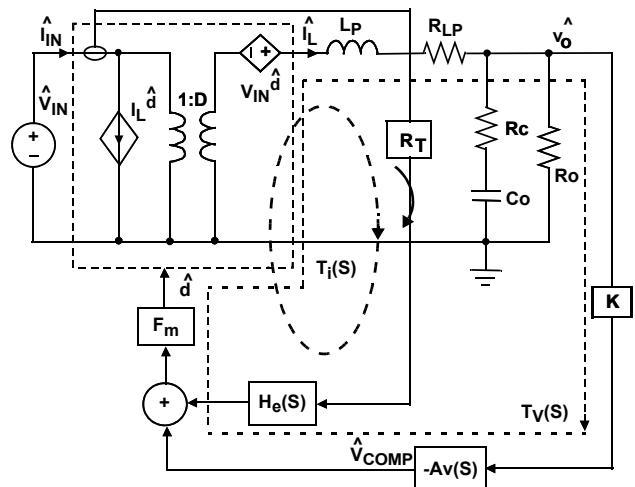 Î_IN
Î_L
L_P
R_LP
v̂_o
V̂_IN
+
−
I_L d̂
1:D
+
V_IN d̂
R_T
Rc
Ro
Co
T_i(S)
d̂
F_m
K
+
H_e(S)
T_V(S)
V̂_COMP
-Av(S)